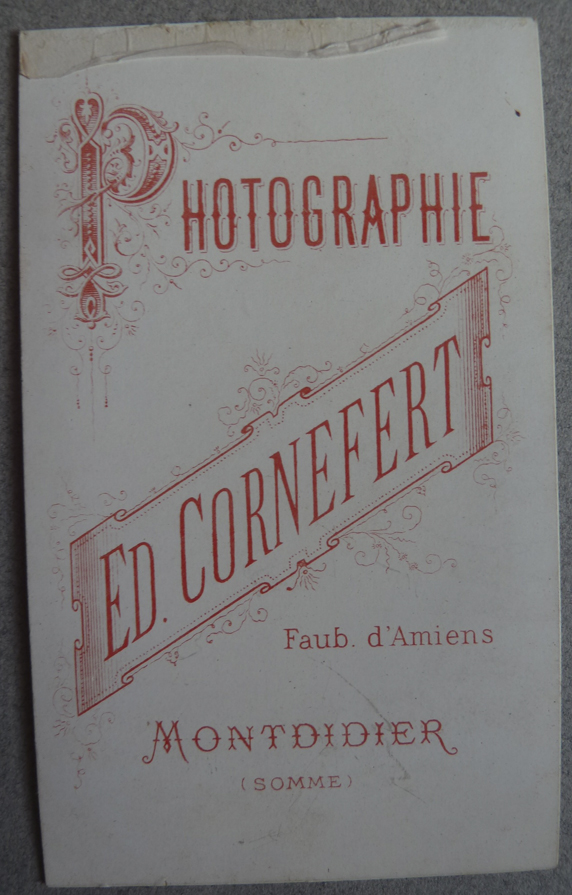 PHOTOGRAPHIE
ED. CORNEFERT
Faub. d'Amiens
MONTDIDIER
(SOMME)